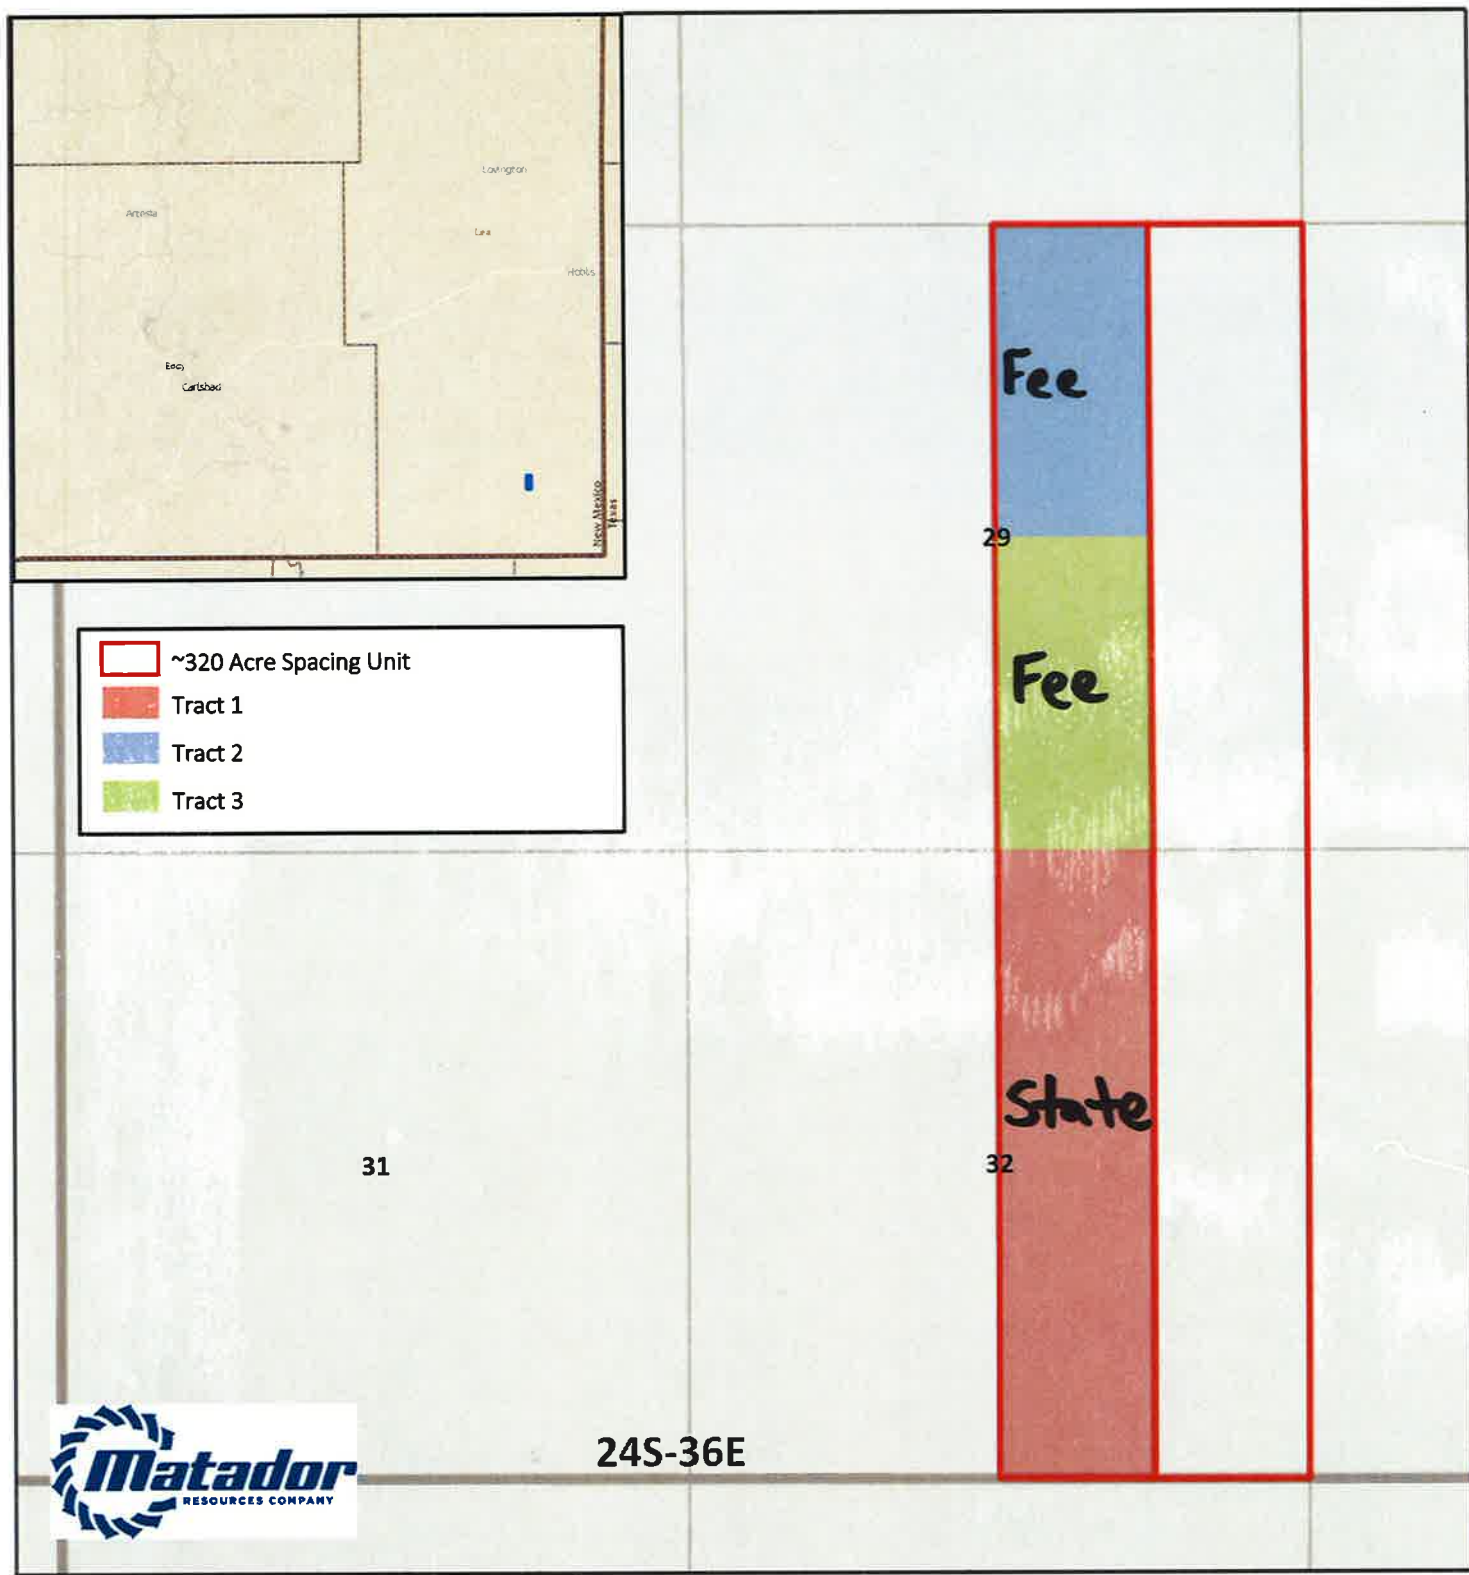 Lovington
Artesia
Lea
Hobbs
Eddy
Carlsbad
New Mexico
Texas
~320 Acre Spacing Unit
Tract 1
Tract 2
Tract 3
Fee
29
Fee
State
31
32
24S-36E
Matador
RESOURCES COMPANY